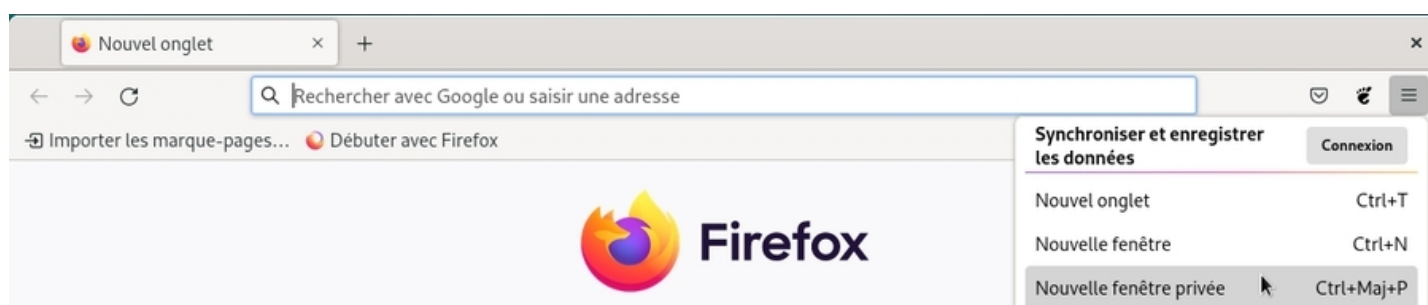 Nouvel onglet
Rechercher avec Google ou saisir une adresse
Importer les marque-pages... Débuter avec Firefox
Synchroniser et enregistrer
les données
Connexion
Nouvel onglet Ctrl+T
Firefox
Nouvelle fenêtre Ctrl+N
Nouvelle fenêtre privée Ctrl+Maj+P